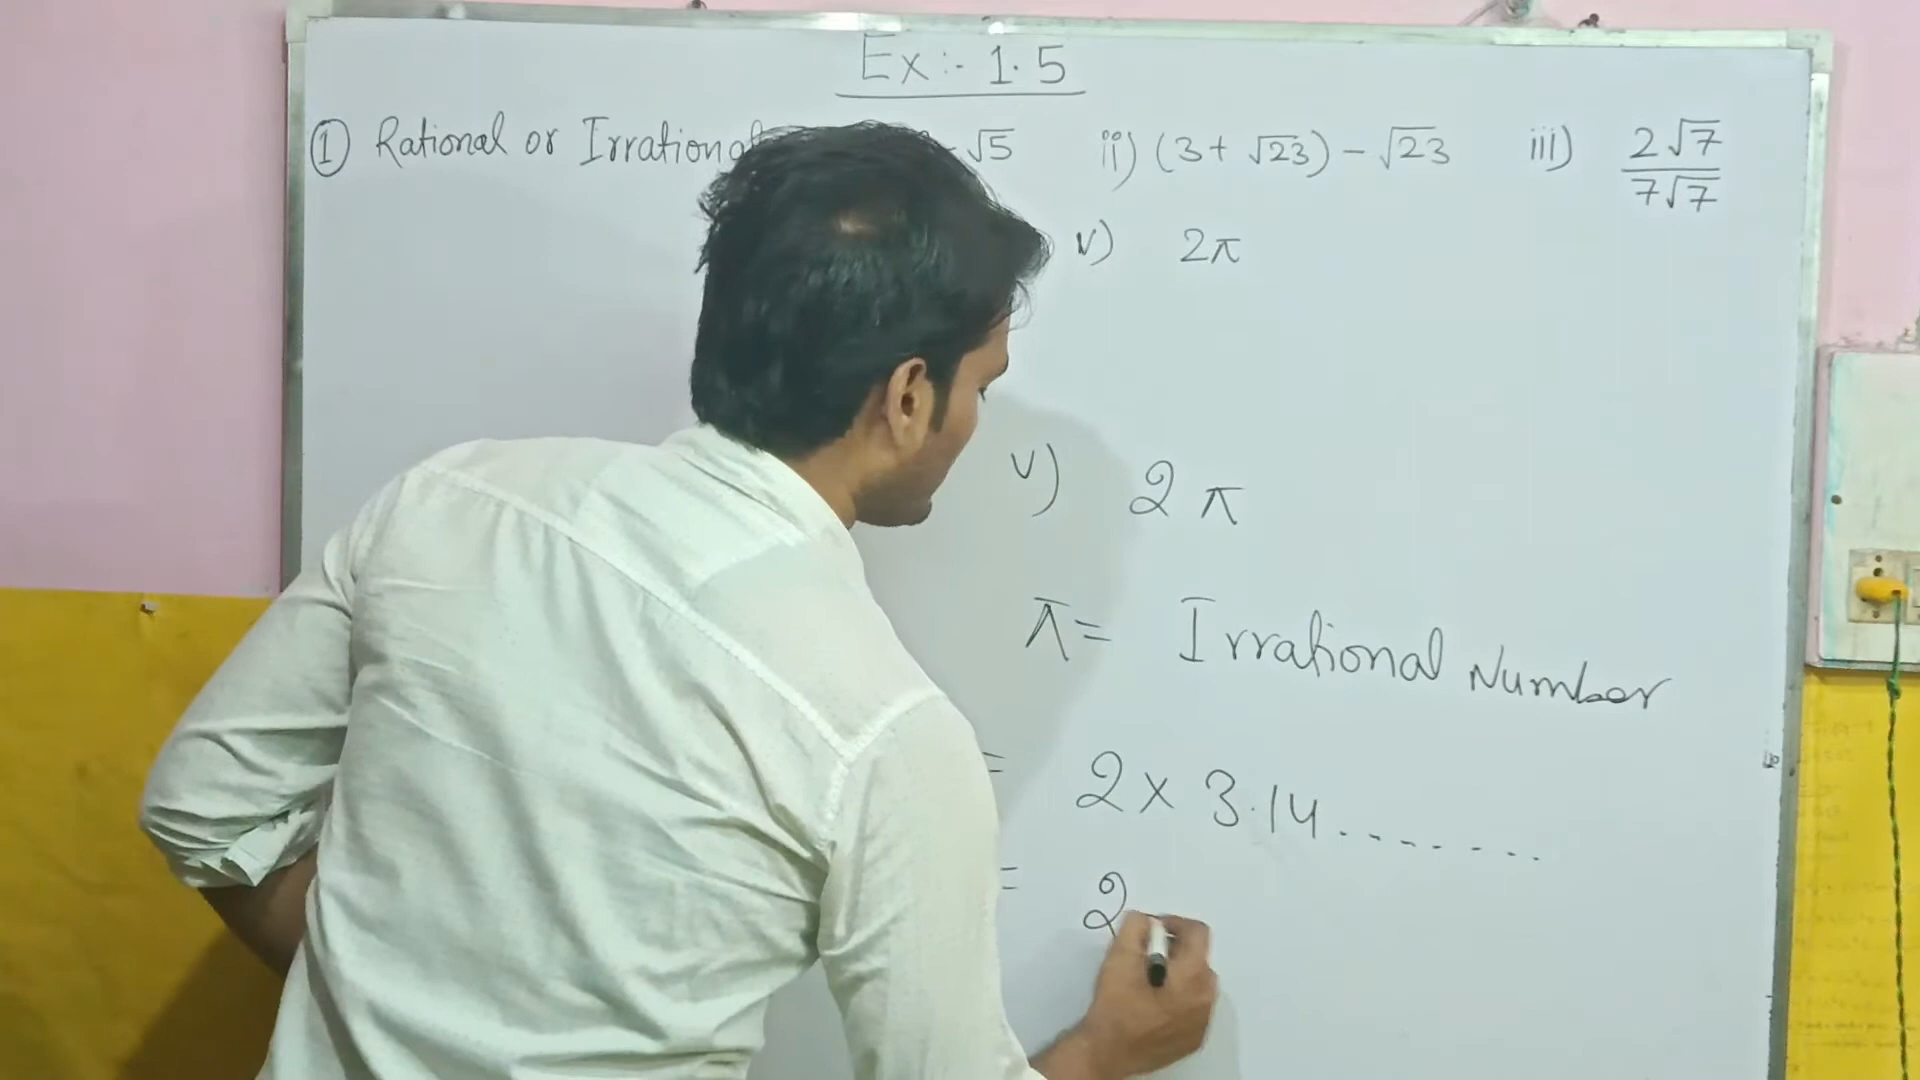 Ex:- 1.5
① Rational or Irrational - √5 ii) (3+ √23) - √23 iii) 2√7 / 7√7
v) 2π
v) 2π
π = Irrational Number
= 2 × 3.14.......
= 2